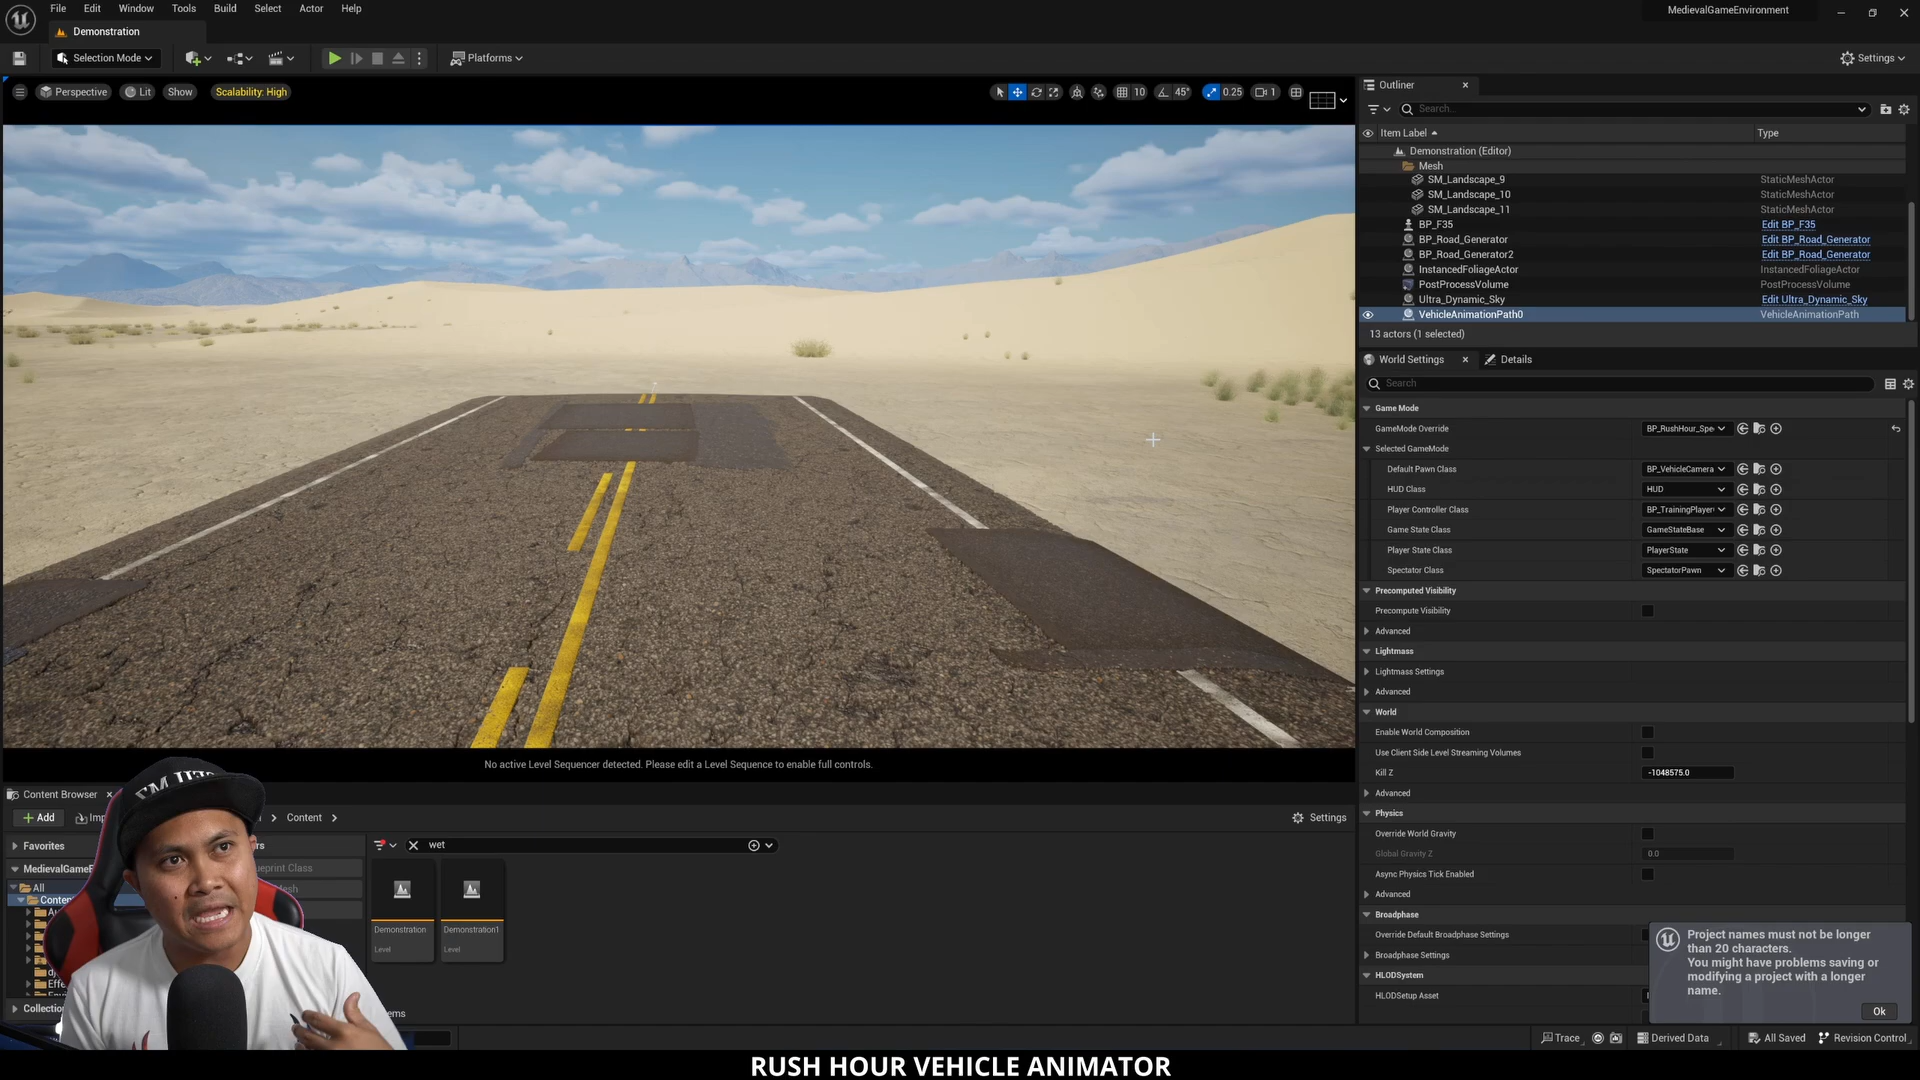 File Edit Window Tools Build Select Actor Help
MedievalGameEnvironment
Demonstration
Selection Mode
Platforms
Settings
Perspective
Lit
Show
Scalability: High
10
45°
0.25
1
Outliner
Search...
Item Label
Type
Demonstration (Editor)
Mesh
SM_Landscape_9 StaticMeshActor
SM_Landscape_10 StaticMeshActor
SM_Landscape_11 StaticMeshActor
BP_F35 Edit BP_F35
BP_Road_Generator Edit BP_Road_Generator
BP_Road_Generator2 Edit BP_Road_Generator
InstancedFoliageActor InstancedFoliageActor
PostProcessVolume PostProcessVolume
Ultra_Dynamic_Sky Edit Ultra_Dynamic_Sky
VehicleAnimationPath0 VehicleAnimationPath
13 actors (1 selected)
World Settings
Details
Search
Game Mode
GameMode Override BP_RushHour_Spe
Selected GameMode
Default Pawn Class BP_VehicleCamera
HUD Class HUD
Player Controller Class BP_TrainingPlayer
Game State Class GameStateBase
Player State Class PlayerState
Spectator Class SpectatorPawn
Precomputed Visibility
Precompute Visibility
Advanced
Lightmass
Lightmass Settings
Advanced
World
Enable World Composition
Use Client Side Level Streaming Volumes
Kill Z -1048575.0
Advanced
Physics
Override World Gravity
Global Gravity Z 0.0
Async Physics Tick Enabled
Advanced
Broadphase
Override Default Broadphase Settings
Broadphase Settings
HLODSystem
HLODSetup Asset
Project names must not be longer
than 20 characters.
You might have problems saving or
modifying a project with a longer
name.
Ok
No active Level Sequencer detected. Please edit a Level Sequence to enable full controls.
Content Browser
Add
Imp
Content
Settings
Favorites
ers
wet
MedievalGameE
All
Conten
Collectio
Demonstration
Level
Demonstration1
Level
ems
Trace
Derived Data
All Saved
Revision Control
RUSH HOUR VEHICLE ANIMATOR